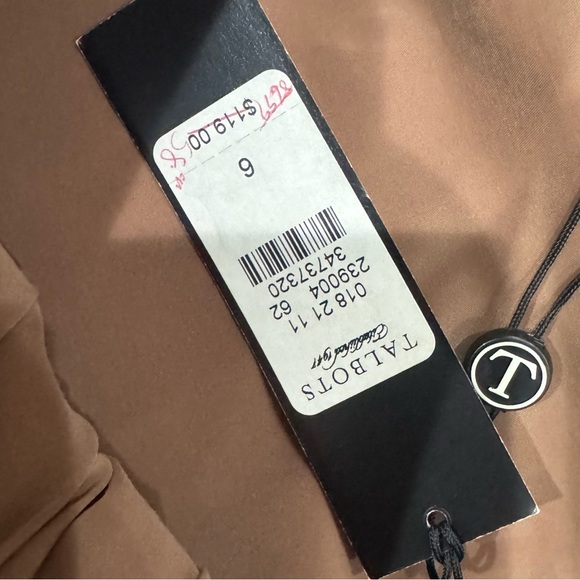 TALBOTS
Established 1947
018 21 11
239004 62
34737320
6
$119.00
T